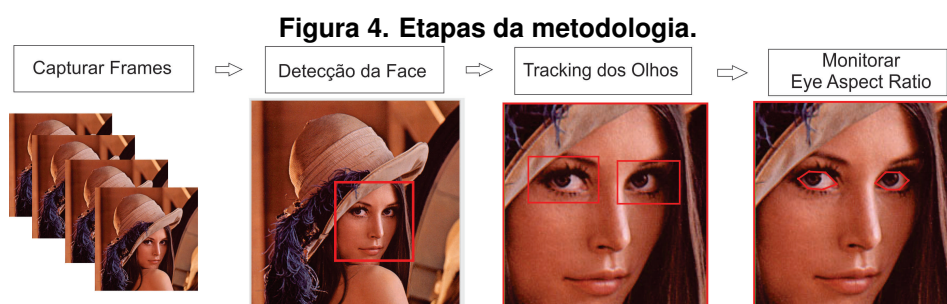 Figura 4. Etapas da metodologia.
Capturar Frames
Detecção da Face
Tracking dos Olhos
Monitorar
Eye Aspect Ratio